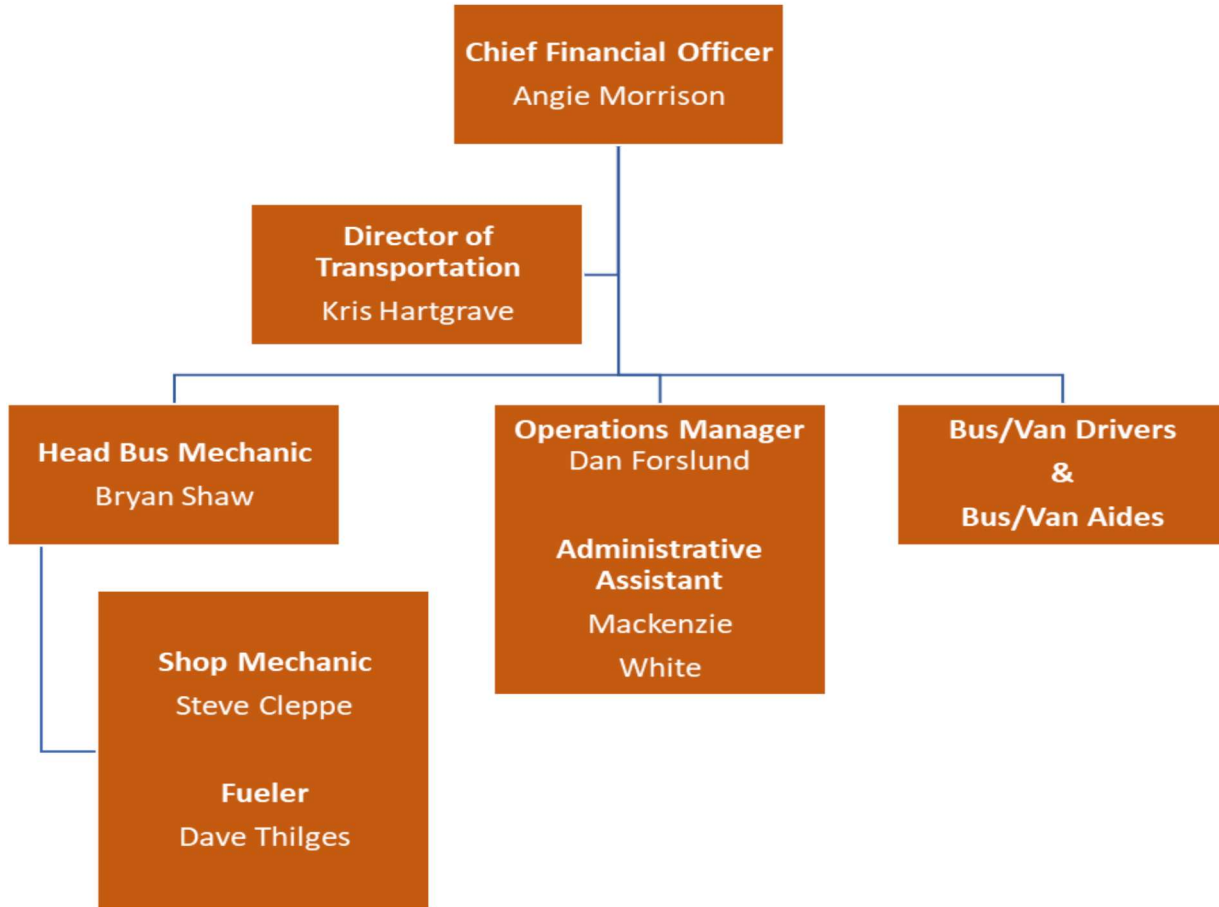 Chief Financial Officer
Angie Morrison
Director of
Transportation
Kris Hartgrave
Head Bus Mechanic
Bryan Shaw
Operations Manager
Dan Forslund
Administrative
Assistant
Mackenzie
White
Bus/Van Drivers
&
Bus/Van Aides
Shop Mechanic
Steve Cleppe
Fueler
Dave Thilges